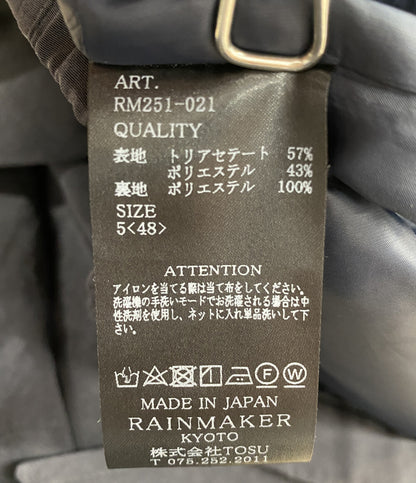 ART.
RM251-021
QUALITY
表地 トリアセテート 57%
ポリエステル 43%
裏地 ポリエステル 100%
SIZE
5<48>
ATTENTION
アイロンを当てる際は当て布をしてください。
洗濯機の手洗いモードでお洗濯される場合は中
性洗剤を使用し、ネットに入れ単品洗いして下
さい。
F W
MADE IN JAPAN
RAINMAKER
KYOTO
株式会社TOSU
T 075.252.2011